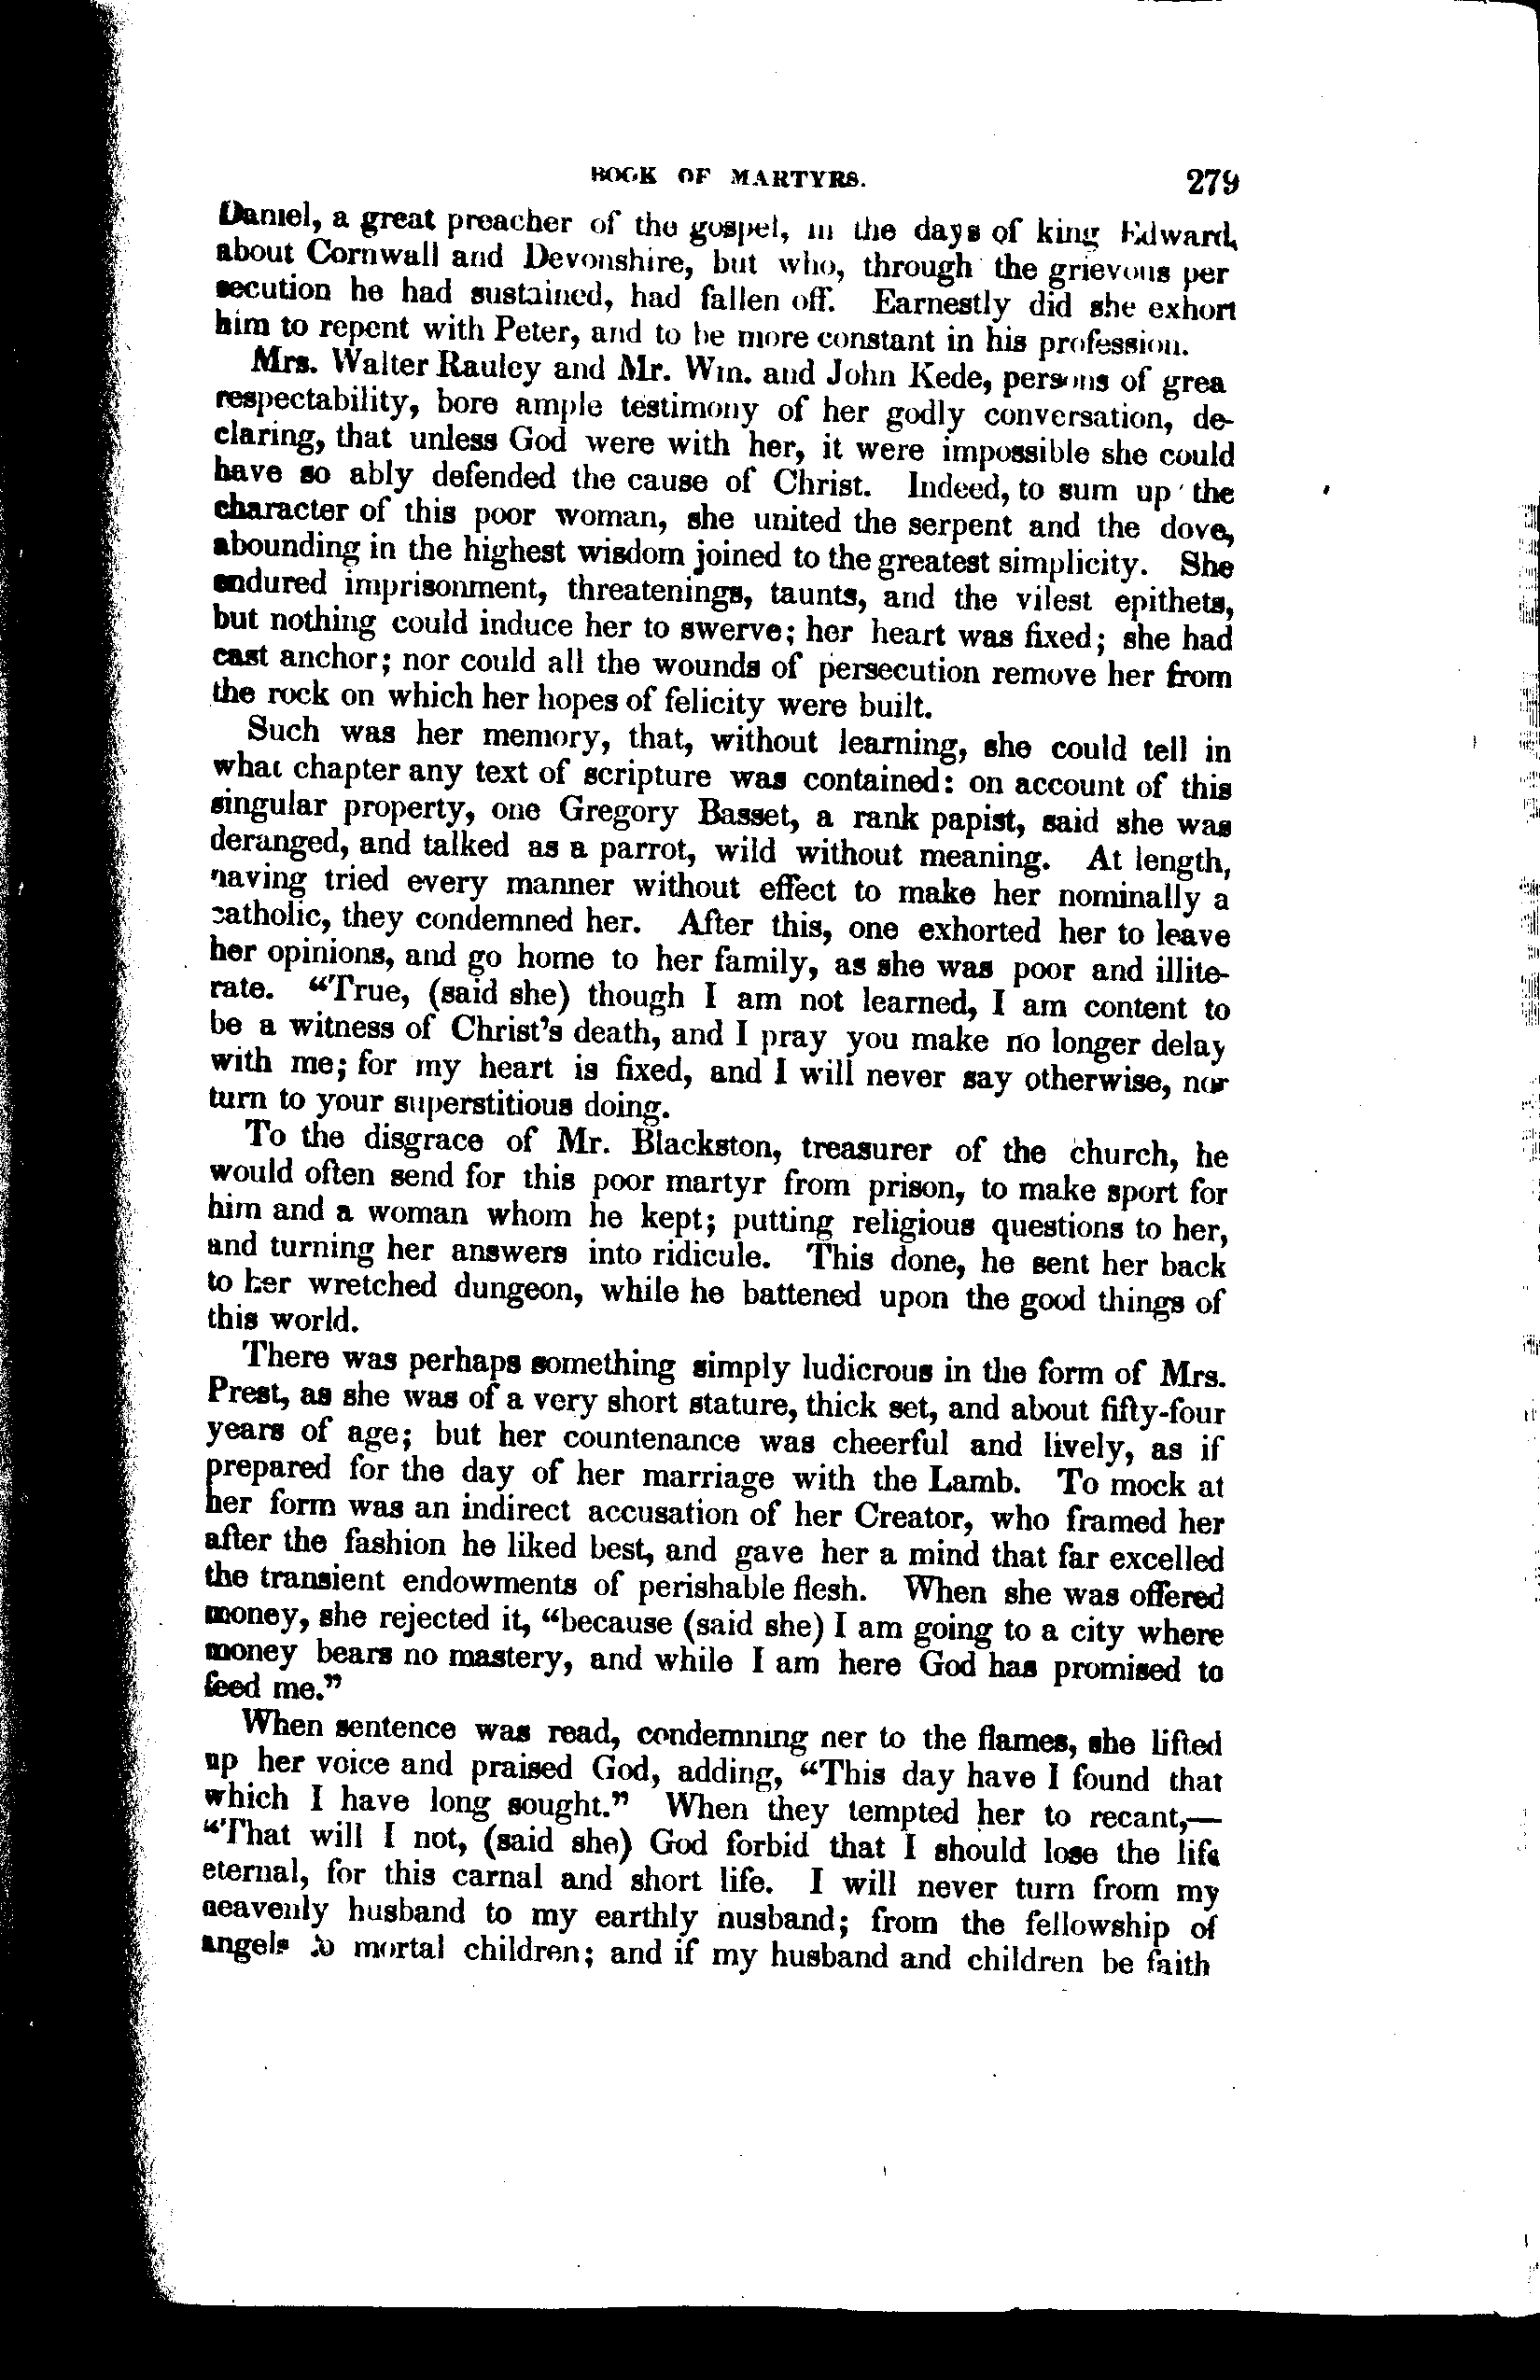 BOOK OF MARTYRS. 279
Daniel, a great preacher of the gospel, in the days of king Edward,
about Cornwall and Devonshire, but who, through the grievous per
secution he had sustained, had fallen off. Earnestly did she exhort
him to repent with Peter, and to be more constant in his profession.
Mrs. Walter Rauley and Mr. Wm. and John Kede, persons of grea
respectability, bore ample testimony of her godly conversation, de-
claring, that unless God were with her, it were impossible she could
have so ably defended the cause of Christ. Indeed, to sum up the
character of this poor woman, she united the serpent and the dove,
abounding in the highest wisdom joined to the greatest simplicity. She
endured imprisonment, threatenings, taunts, and the vilest epithets,
but nothing could induce her to swerve; her heart was fixed; she had
cast anchor; nor could all the wounds of persecution remove her from
the rock on which her hopes of felicity were built.
Such was her memory, that, without learning, she could tell in
what chapter any text of scripture was contained: on account of this
singular property, one Gregory Basset, a rank papist, said she was
deranged, and talked as a parrot, wild without meaning. At length,
having tried every manner without effect to make her nominally a
catholic, they condemned her. After this, one exhorted her to leave
her opinions, and go home to her family, as she was poor and illite-
rate. "True, (said she) though I am not learned, I am content to
be a witness of Christ's death, and I pray you make no longer delay
with me; for my heart is fixed, and I will never say otherwise, nor
turn to your superstitious doing.
To the disgrace of Mr. Blackston, treasurer of the church, he
would often send for this poor martyr from prison, to make sport for
him and a woman whom he kept; putting religious questions to her,
and turning her answers into ridicule. This done, he sent her back
to her wretched dungeon, while he battened upon the good things of
this world.
There was perhaps something simply ludicrous in the form of Mrs.
Prest, as she was of a very short stature, thick set, and about fifty-four
years of age; but her countenance was cheerful and lively, as if
prepared for the day of her marriage with the Lamb. To mock at
her form was an indirect accusation of her Creator, who framed her
after the fashion he liked best, and gave her a mind that far excelled
the transient endowments of perishable flesh. When she was offered
money, she rejected it, "because (said she) I am going to a city where
money bears no mastery, and while I am here God has promised to
feed me."
When sentence was read, condemning her to the flames, she lifted
up her voice and praised God, adding, "This day have I found that
which I have long sought." When they tempted her to recant,—
"That will I not, (said she) God forbid that I should lose the life
eternal, for this carnal and short life. I will never turn from my
heavenly husband to my earthly husband; from the fellowship of
angels to mortal children; and if my husband and children be faith